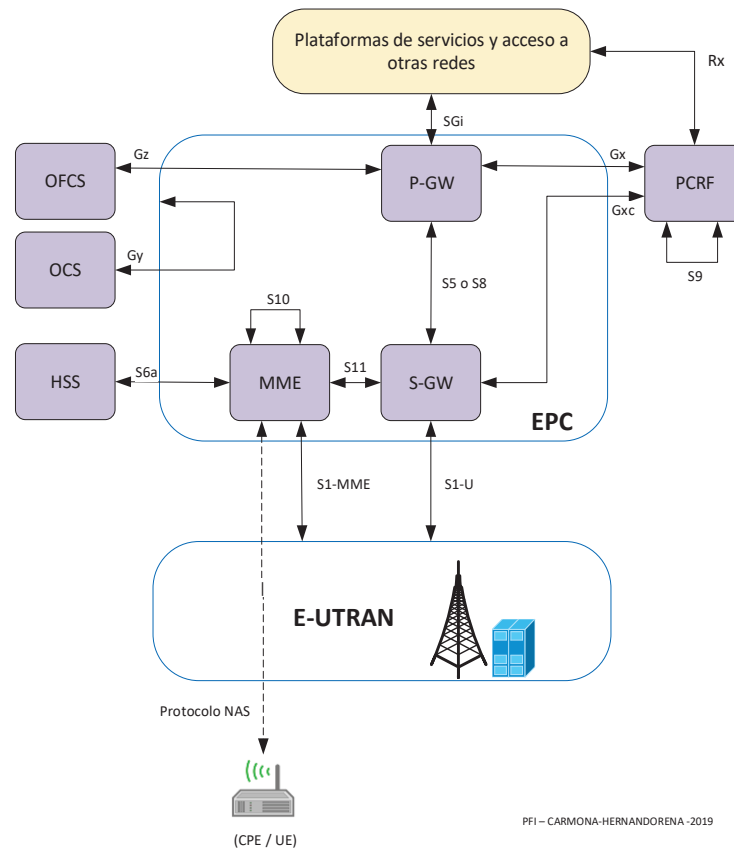 Plataformas de servicios y acceso a
otras redes
Rx
SGi
Gz
Gx
OFCS
P-GW
PCRF
Gxc
Gy
OCS
S9
S5 o S8
S10
S6a
S11
HSS
MME
S-GW
EPC
S1-MME
S1-U
E-UTRAN
Protocolo NAS
(CPE / UE)
PFI – CARMONA-HERNANDORENA -2019